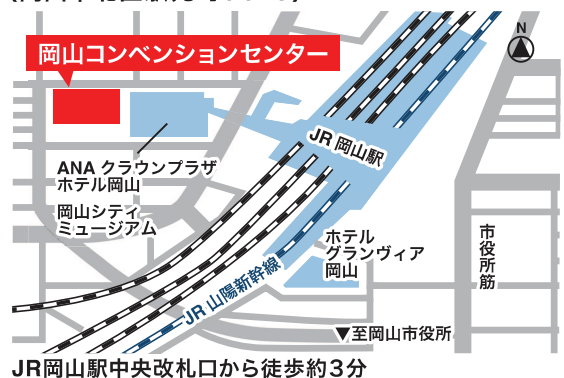 N
岡山コンベンションセンター
JR 岡山駅
ANA クラウンプラザ
ホテル岡山
岡山シティ
ミュージアム
ホテル
グランヴィア
岡山
市役所筋
JR 山陽新幹線
▼至岡山市役所
JR岡山駅中央改札口から徒歩約3分